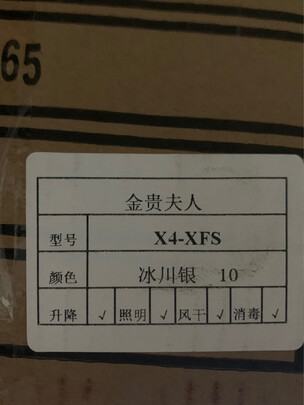 65
金贵夫人
型号 X4-XFS
颜色 冰川银 10
升降 √ 照明 √ 风干 √ 消毒 √